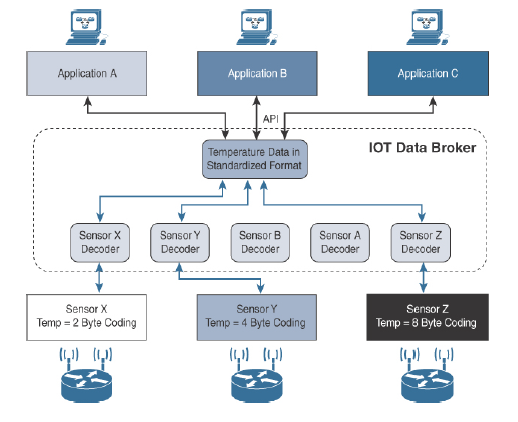 Application A
Application B
Application C
API
IOT Data Broker
Temperature Data in
Standardized Format
Sensor X
Decoder
Sensor Y
Decoder
Sensor B
Decoder
Sensor A
Decoder
Sensor Z
Decoder
Sensor X
Temp = 2 Byte Coding
Sensor Y
Temp = 4 Byte Coding
Sensor Z
Temp = 8 Byte Coding